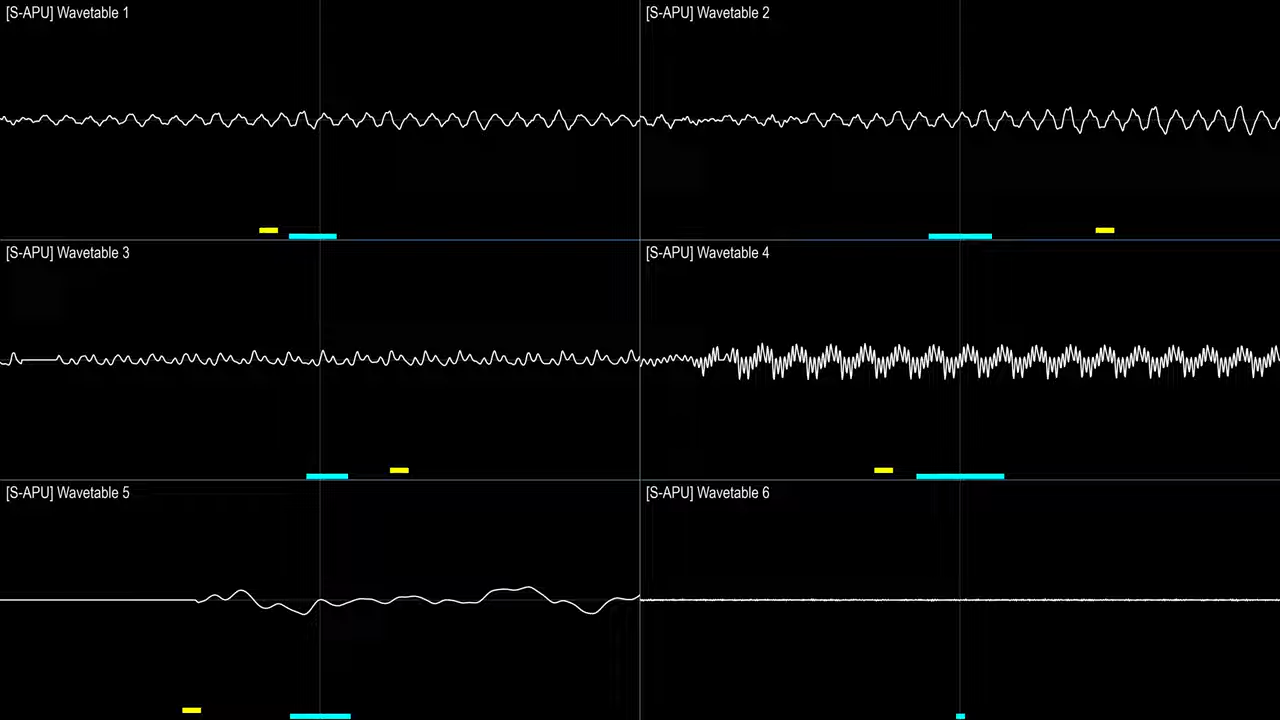 [S-APU] Wavetable 1
[S-APU] Wavetable 2
[S-APU] Wavetable 3
[S-APU] Wavetable 4
[S-APU] Wavetable 5
[S-APU] Wavetable 6